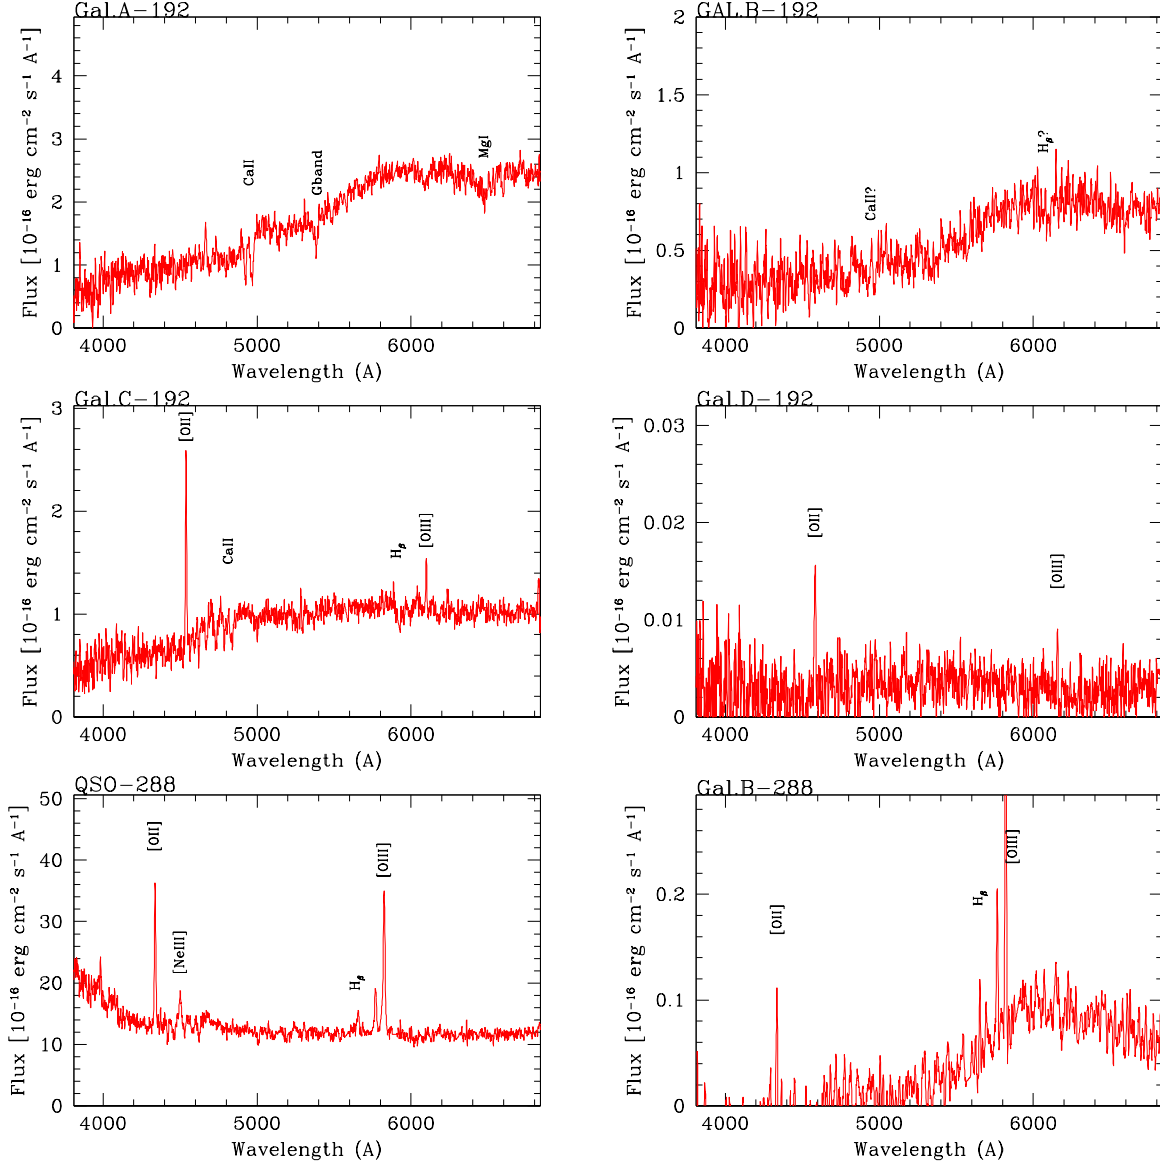 Gal.A−192
Flux [10⁻¹⁶ erg cm⁻² s⁻¹ A⁻¹]
4
3
2
1
0
CaII
Gband
MgI
4000 5000 6000
Wavelength (A)
GAL.B−192
Flux [10⁻¹⁶ erg cm⁻² s⁻¹ A⁻¹]
2
1.5
1
0.5
0
CaII?
Hβ?
4000 5000 6000
Wavelength (A)
Gal.C−192
Flux [10⁻¹⁶ erg cm⁻² s⁻¹ A⁻¹]
3
2
1
0
[OII]
CaII
Hβ
[OIII]
4000 5000 6000
Wavelength (A)
Gal.D−192
Flux [10⁻¹⁶ erg cm⁻² s⁻¹ A⁻¹]
0.03
0.02
0.01
0
[OII]
[OIII]
4000 5000 6000
Wavelength (A)
QSO−288
Flux [10⁻¹⁶ erg cm⁻² s⁻¹ A⁻¹]
50
40
30
20
10
0
[OII]
[NeIII]
Hβ
[OIII]
4000 5000 6000
Wavelength (A)
Gal.B−288
Flux [10⁻¹⁶ erg cm⁻² s⁻¹ A⁻¹]
0.2
0.1
0
[OII]
Hβ
[OIII]
4000 5000 6000
Wavelength (A)